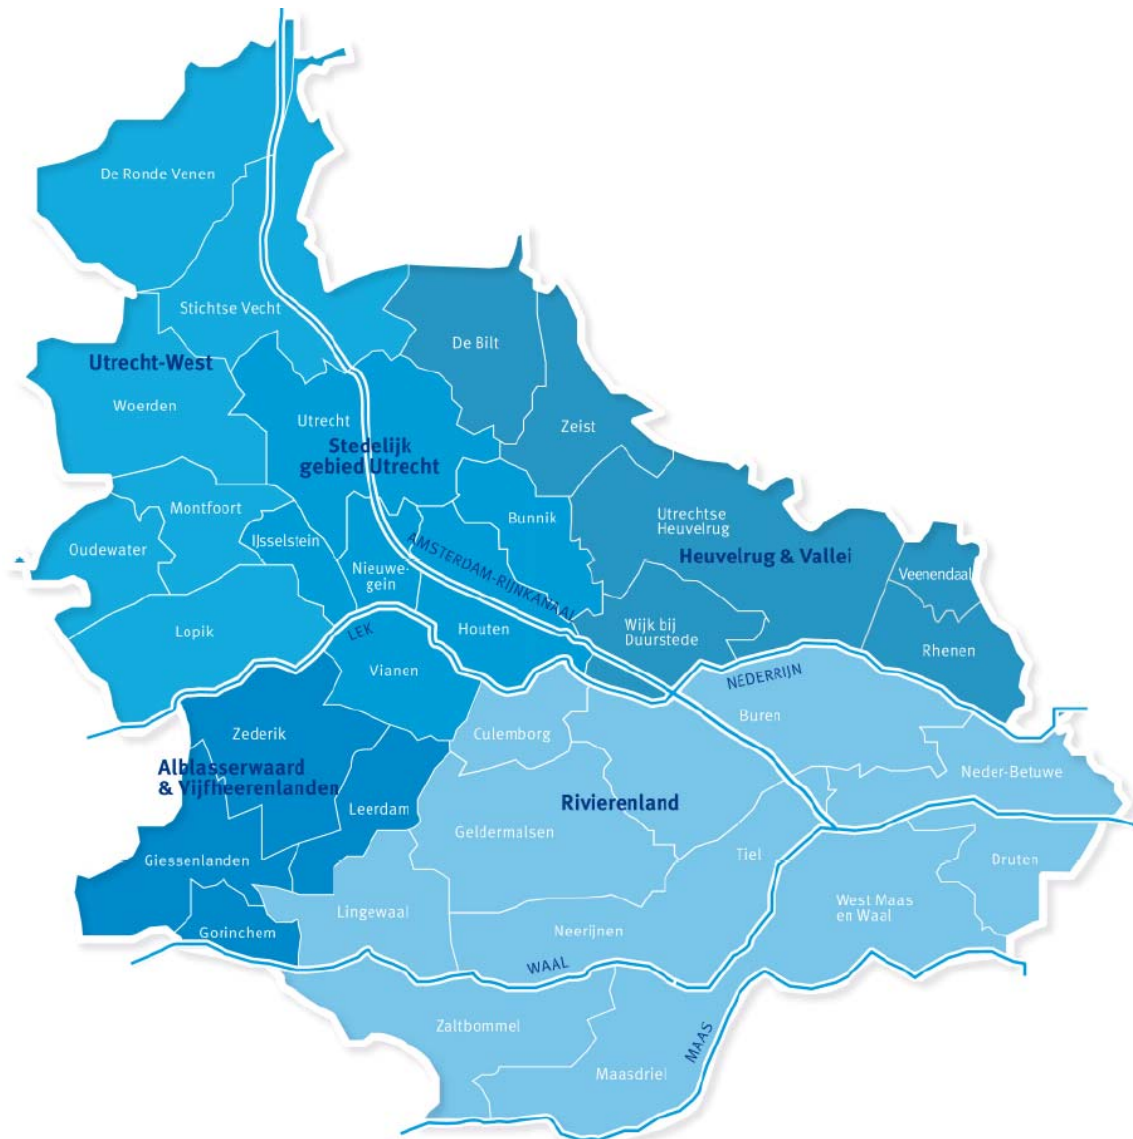 De Ronde Venen
Stichtse Vecht
De Bilt
Utrecht-West
Woerden
Utrecht
Zeist
Stedelijk
gebied Utrecht
Montfoort
Bunnik
Utrechtse
Heuvelrug
IJsselstein
Oudewater
Heuvelrug & Vallei
AMSTERDAM-RIJNKANAAL
Nieuwe-
gein
Veenendaal
Lopik
LEK
Houten
Wijk bij
Duurstede
Rhenen
Vianen
NEDERRIJN
Buren
Zederik
Culemborg
Alblasserwaard
& Vijfheerenlanden
Neder-Betuwe
Leerdam
Rivierenland
Geldermalsen
Tiel
Giessenlanden
Druten
Lingewaal
West Maas
en Waal
Gorinchem
Neerijnen
WAAL
Zaltbommel
MAAS
Maasdriel